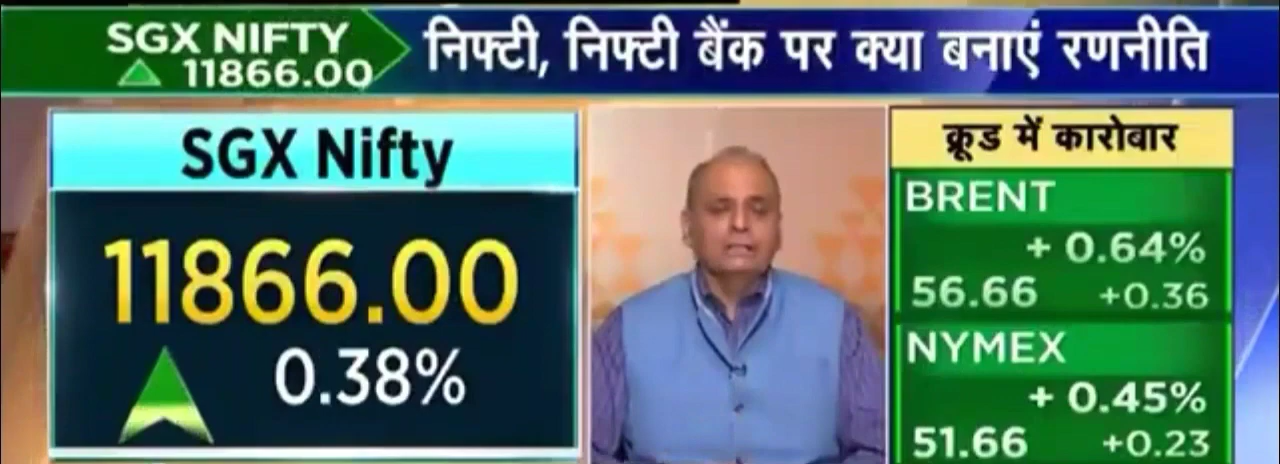 SGX NIFTY
11866.00
निफ्टी, निफ्टी बैंक पर क्या बनाएं रणनीति
SGX Nifty
11866.00
0.38%
क्रूड में कारोबार
BRENT
+ 0.64%
56.66 +0.36
NYMEX
+ 0.45%
51.66 +0.23